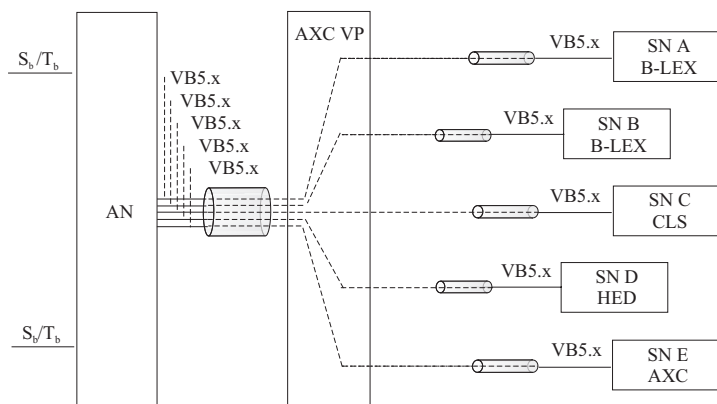 AXC VP
SN A
B-LEX
VB5.x
S_b/T_b
VB5.x
VB5.x
VB5.x
VB5.x
VB5.x
VB5.x
SN B
B-LEX
AN
VB5.x
SN C
CLS
VB5.x
SN D
HED
S_b/T_b
VB5.x
SN E
AXC